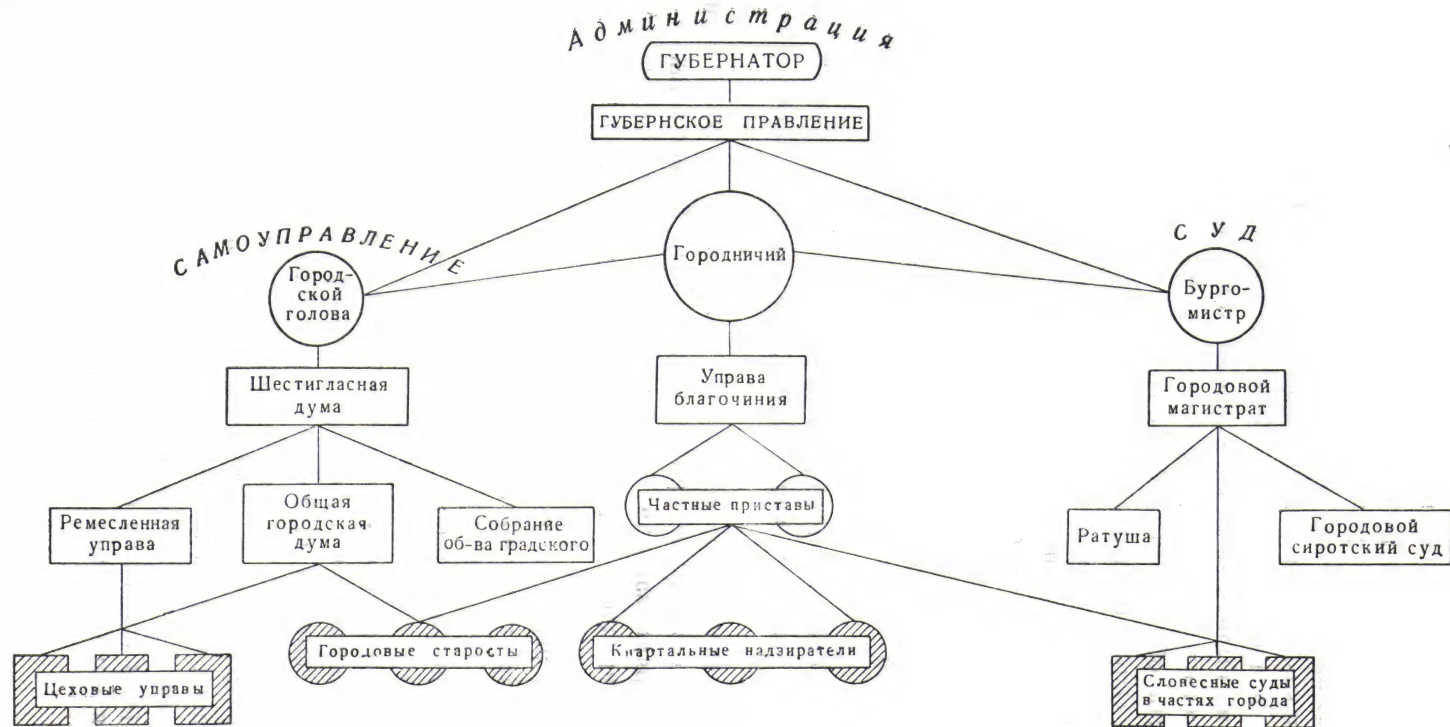 Администрация
ГУБЕРНАТОР
ГУБЕРНСКОЕ ПРАВЛЕНИЕ
САМОУПРАВЛЕНИЕ
Город-
ской
голова
Городничий
СУД
Бурго-
мистр
Шестигласная
дума
Управа
благочиния
Городовой
магистрат
Ремесленная
управа
Общая
городская
дума
Собрание
об-ва градского
Частные приставы
Ратуша
Городовой
сиротский суд
Цеховые управы
Городовые старосты
Квартальные надзиратели
Словесные суды
в частях города